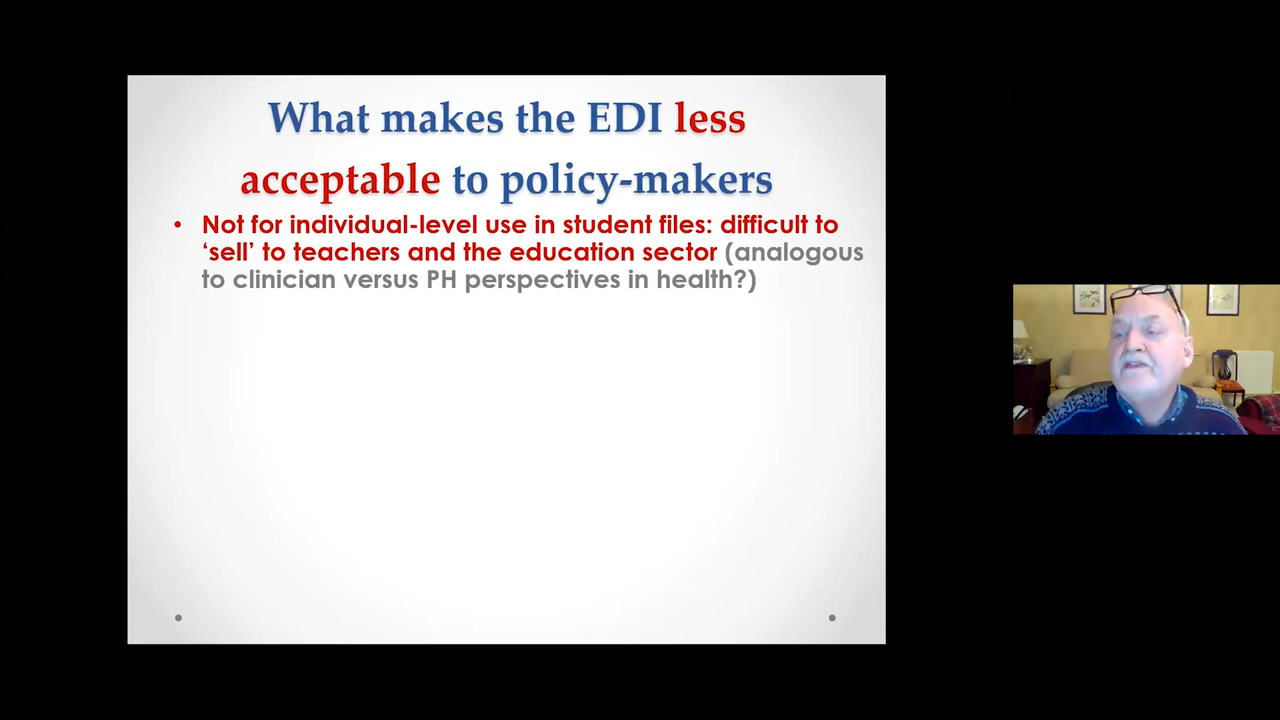 What makes the EDI less
acceptable to policy-makers
• Not for individual-level use in student files: difficult to
‘sell’ to teachers and the education sector (analogous
to clinician versus PH perspectives in health?)